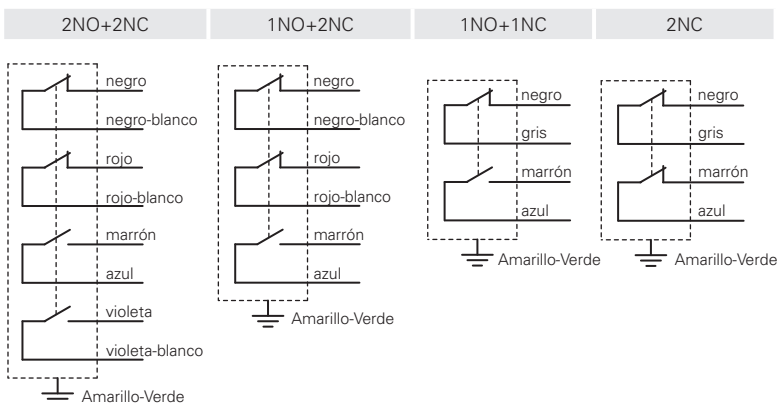 2NO+2NC
negro
negro-blanco
rojo
rojo-blanco
marrón
azul
violeta
violeta-blanco
Amarillo-Verde
1NO+2NC
negro
negro-blanco
rojo
rojo-blanco
marrón
azul
Amarillo-Verde
1NO+1NC
negro
gris
marrón
azul
Amarillo-Verde
2NC
negro
gris
marrón
azul
Amarillo-Verde